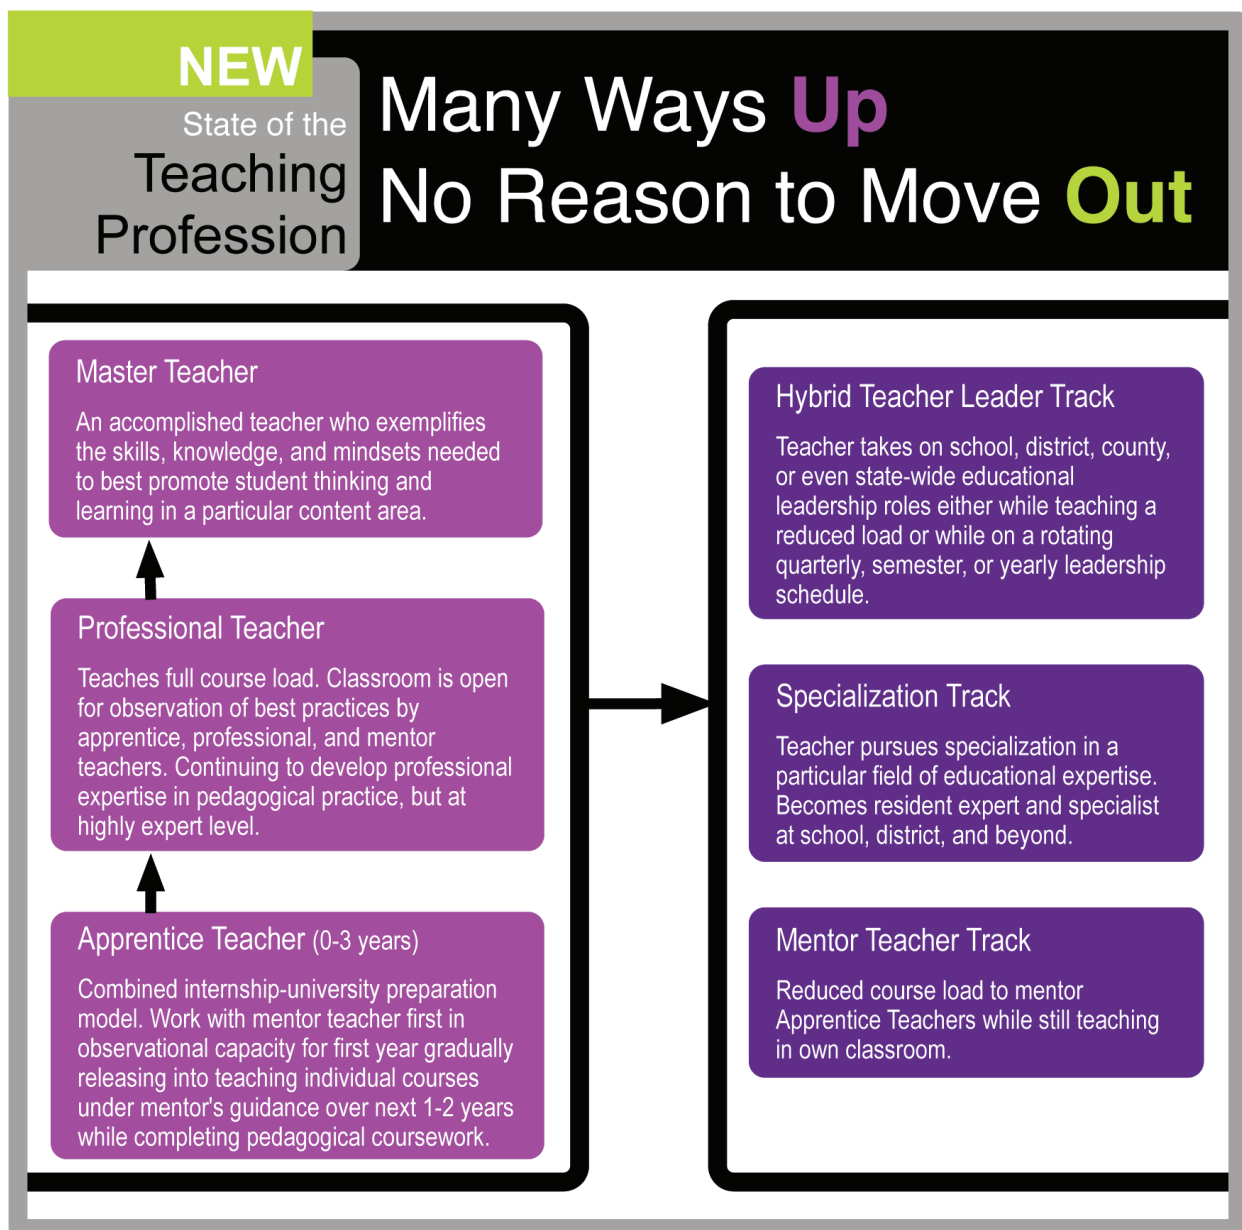 NEW
State of the
Teaching
Profession
Many Ways Up
No Reason to Move Out
Master Teacher
An accomplished teacher who exemplifies
the skills, knowledge, and mindsets needed
to best promote student thinking and
learning in a particular content area.
Professional Teacher
Teaches full course load. Classroom is open
for observation of best practices by
apprentice, professional, and mentor
teachers. Continuing to develop professional
expertise in pedagogical practice, but at
highly expert level.
Apprentice Teacher (0-3 years)
Combined internship-university preparation
model. Work with mentor teacher first in
observational capacity for first year gradually
releasing into teaching individual courses
under mentor's guidance over next 1-2 years
while completing pedagogical coursework.
Hybrid Teacher Leader Track
Teacher takes on school, district, county,
or even state-wide educational
leadership roles either while teaching a
reduced load or while on a rotating
quarterly, semester, or yearly leadership
schedule.
Specialization Track
Teacher pursues specialization in a
particular field of educational expertise.
Becomes resident expert and specialist
at school, district, and beyond.
Mentor Teacher Track
Reduced course load to mentor
Apprentice Teachers while still teaching
in own classroom.